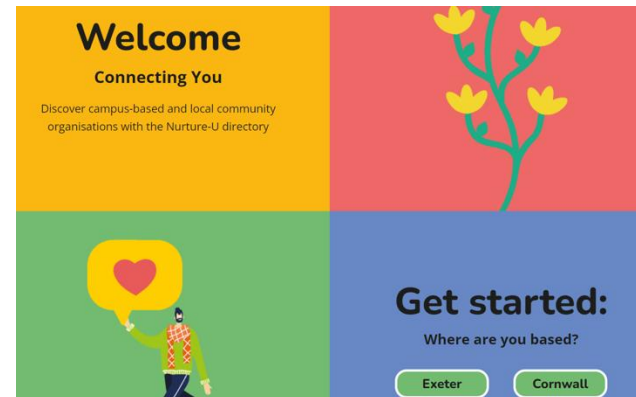 Welcome
Connecting You
Discover campus-based and local community
organisations with the Nurture-U directory
Get started:
Where are you based?
Exeter
Cornwall